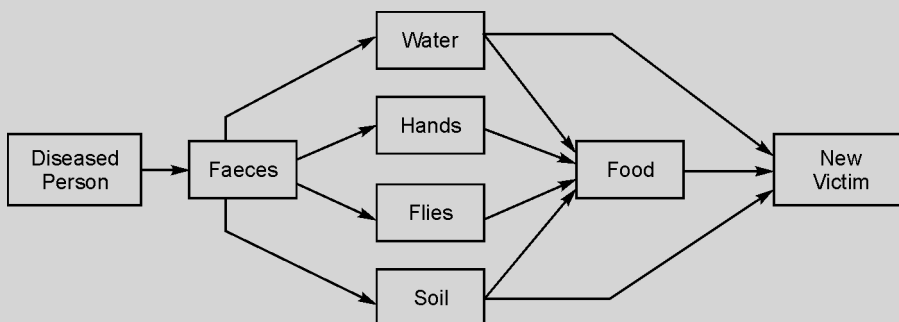 Diseased
Person
Faeces
Water
Hands
Flies
Soil
Food
New
Victim